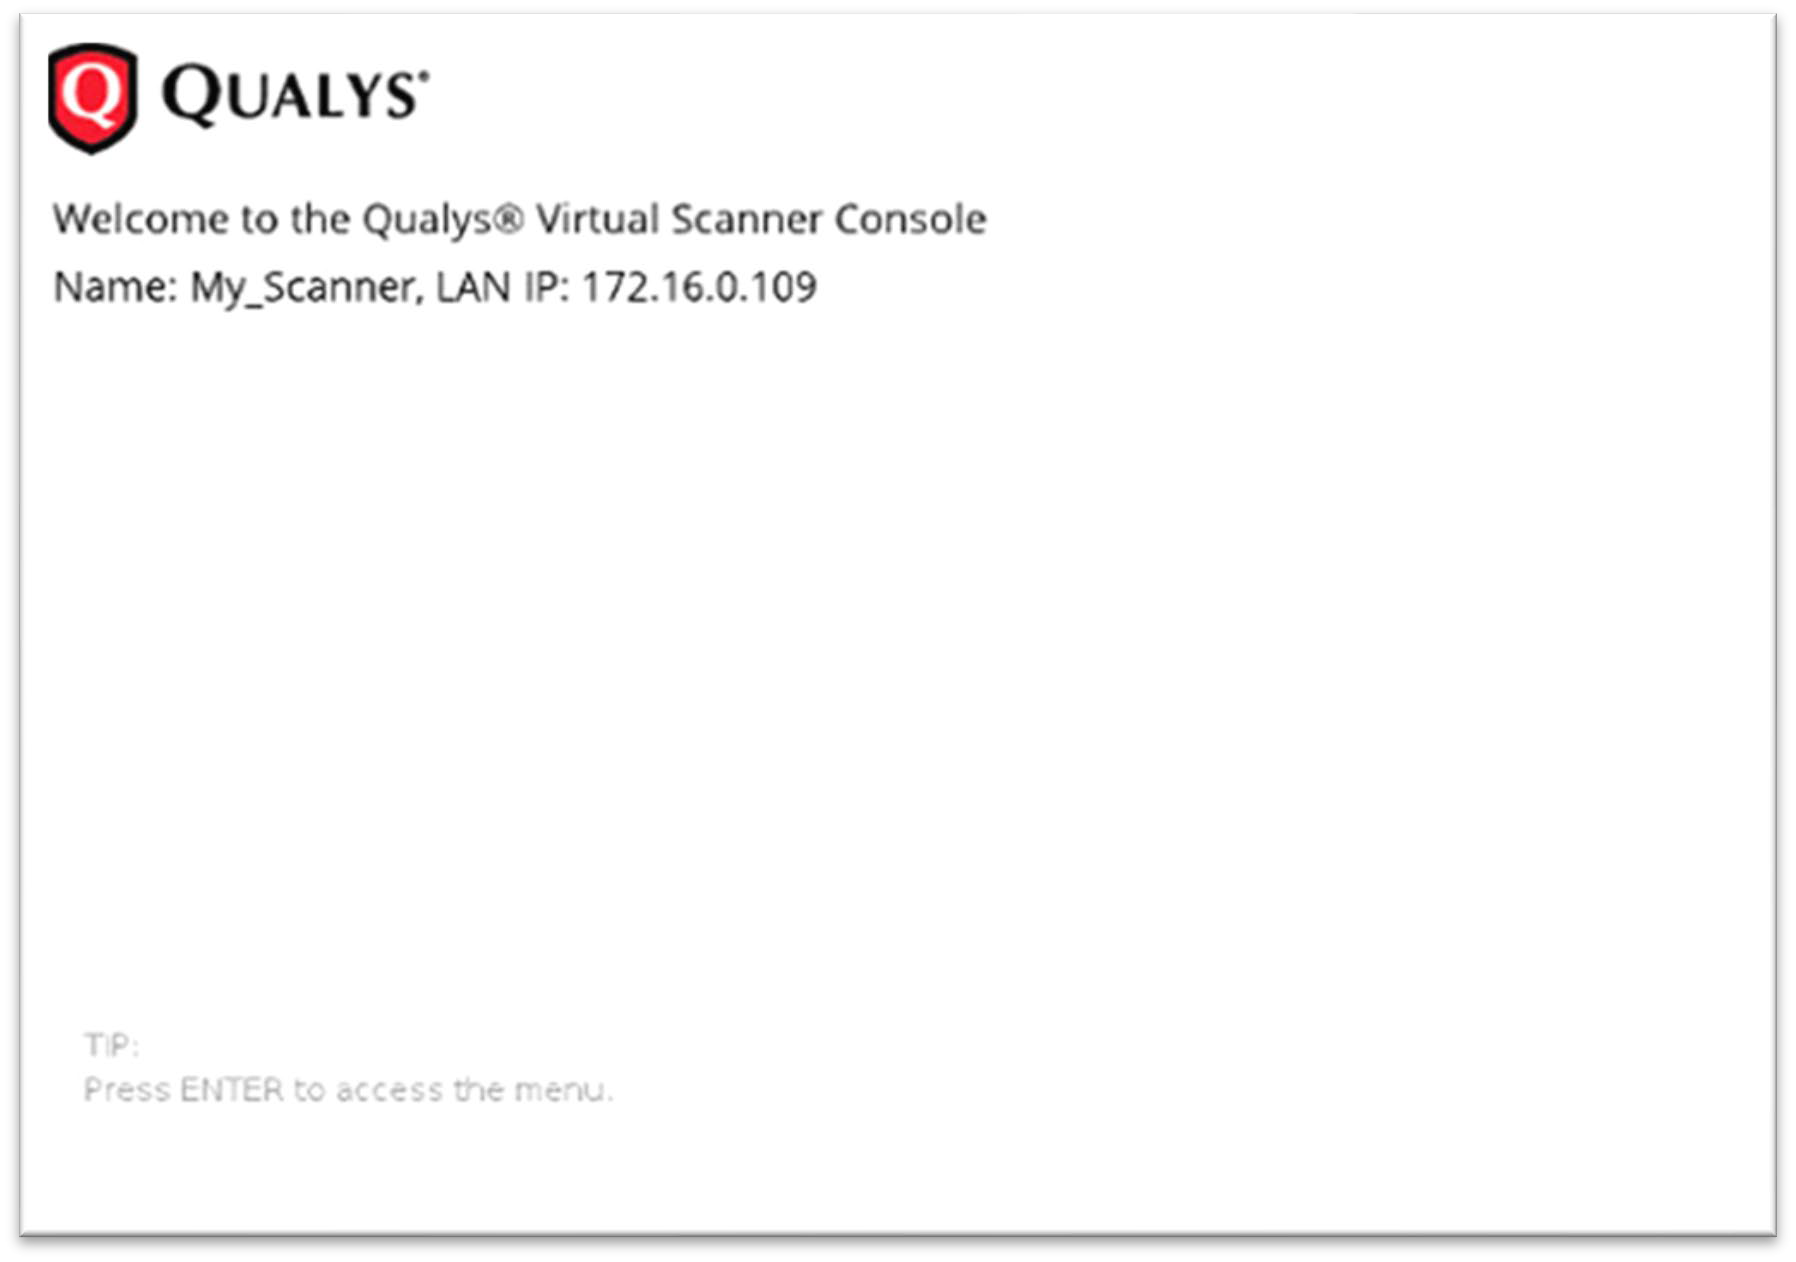 Q QUALYS®
Welcome to the Qualys® Virtual Scanner Console
Name: My_Scanner, LAN IP: 172.16.0.109
TIP:
Press ENTER to access the menu.